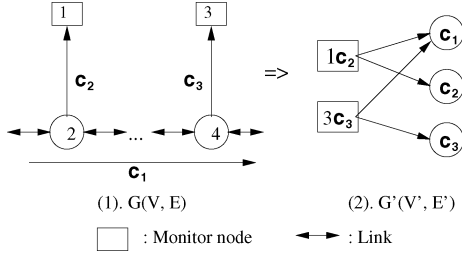 1
3
c₂
c₃
=>
2
...
4
c₁
(1). G(V, E)
1c₂
3c₃
c₁
c₂
c₃
(2). G'(V', E')
: Monitor node
: Link